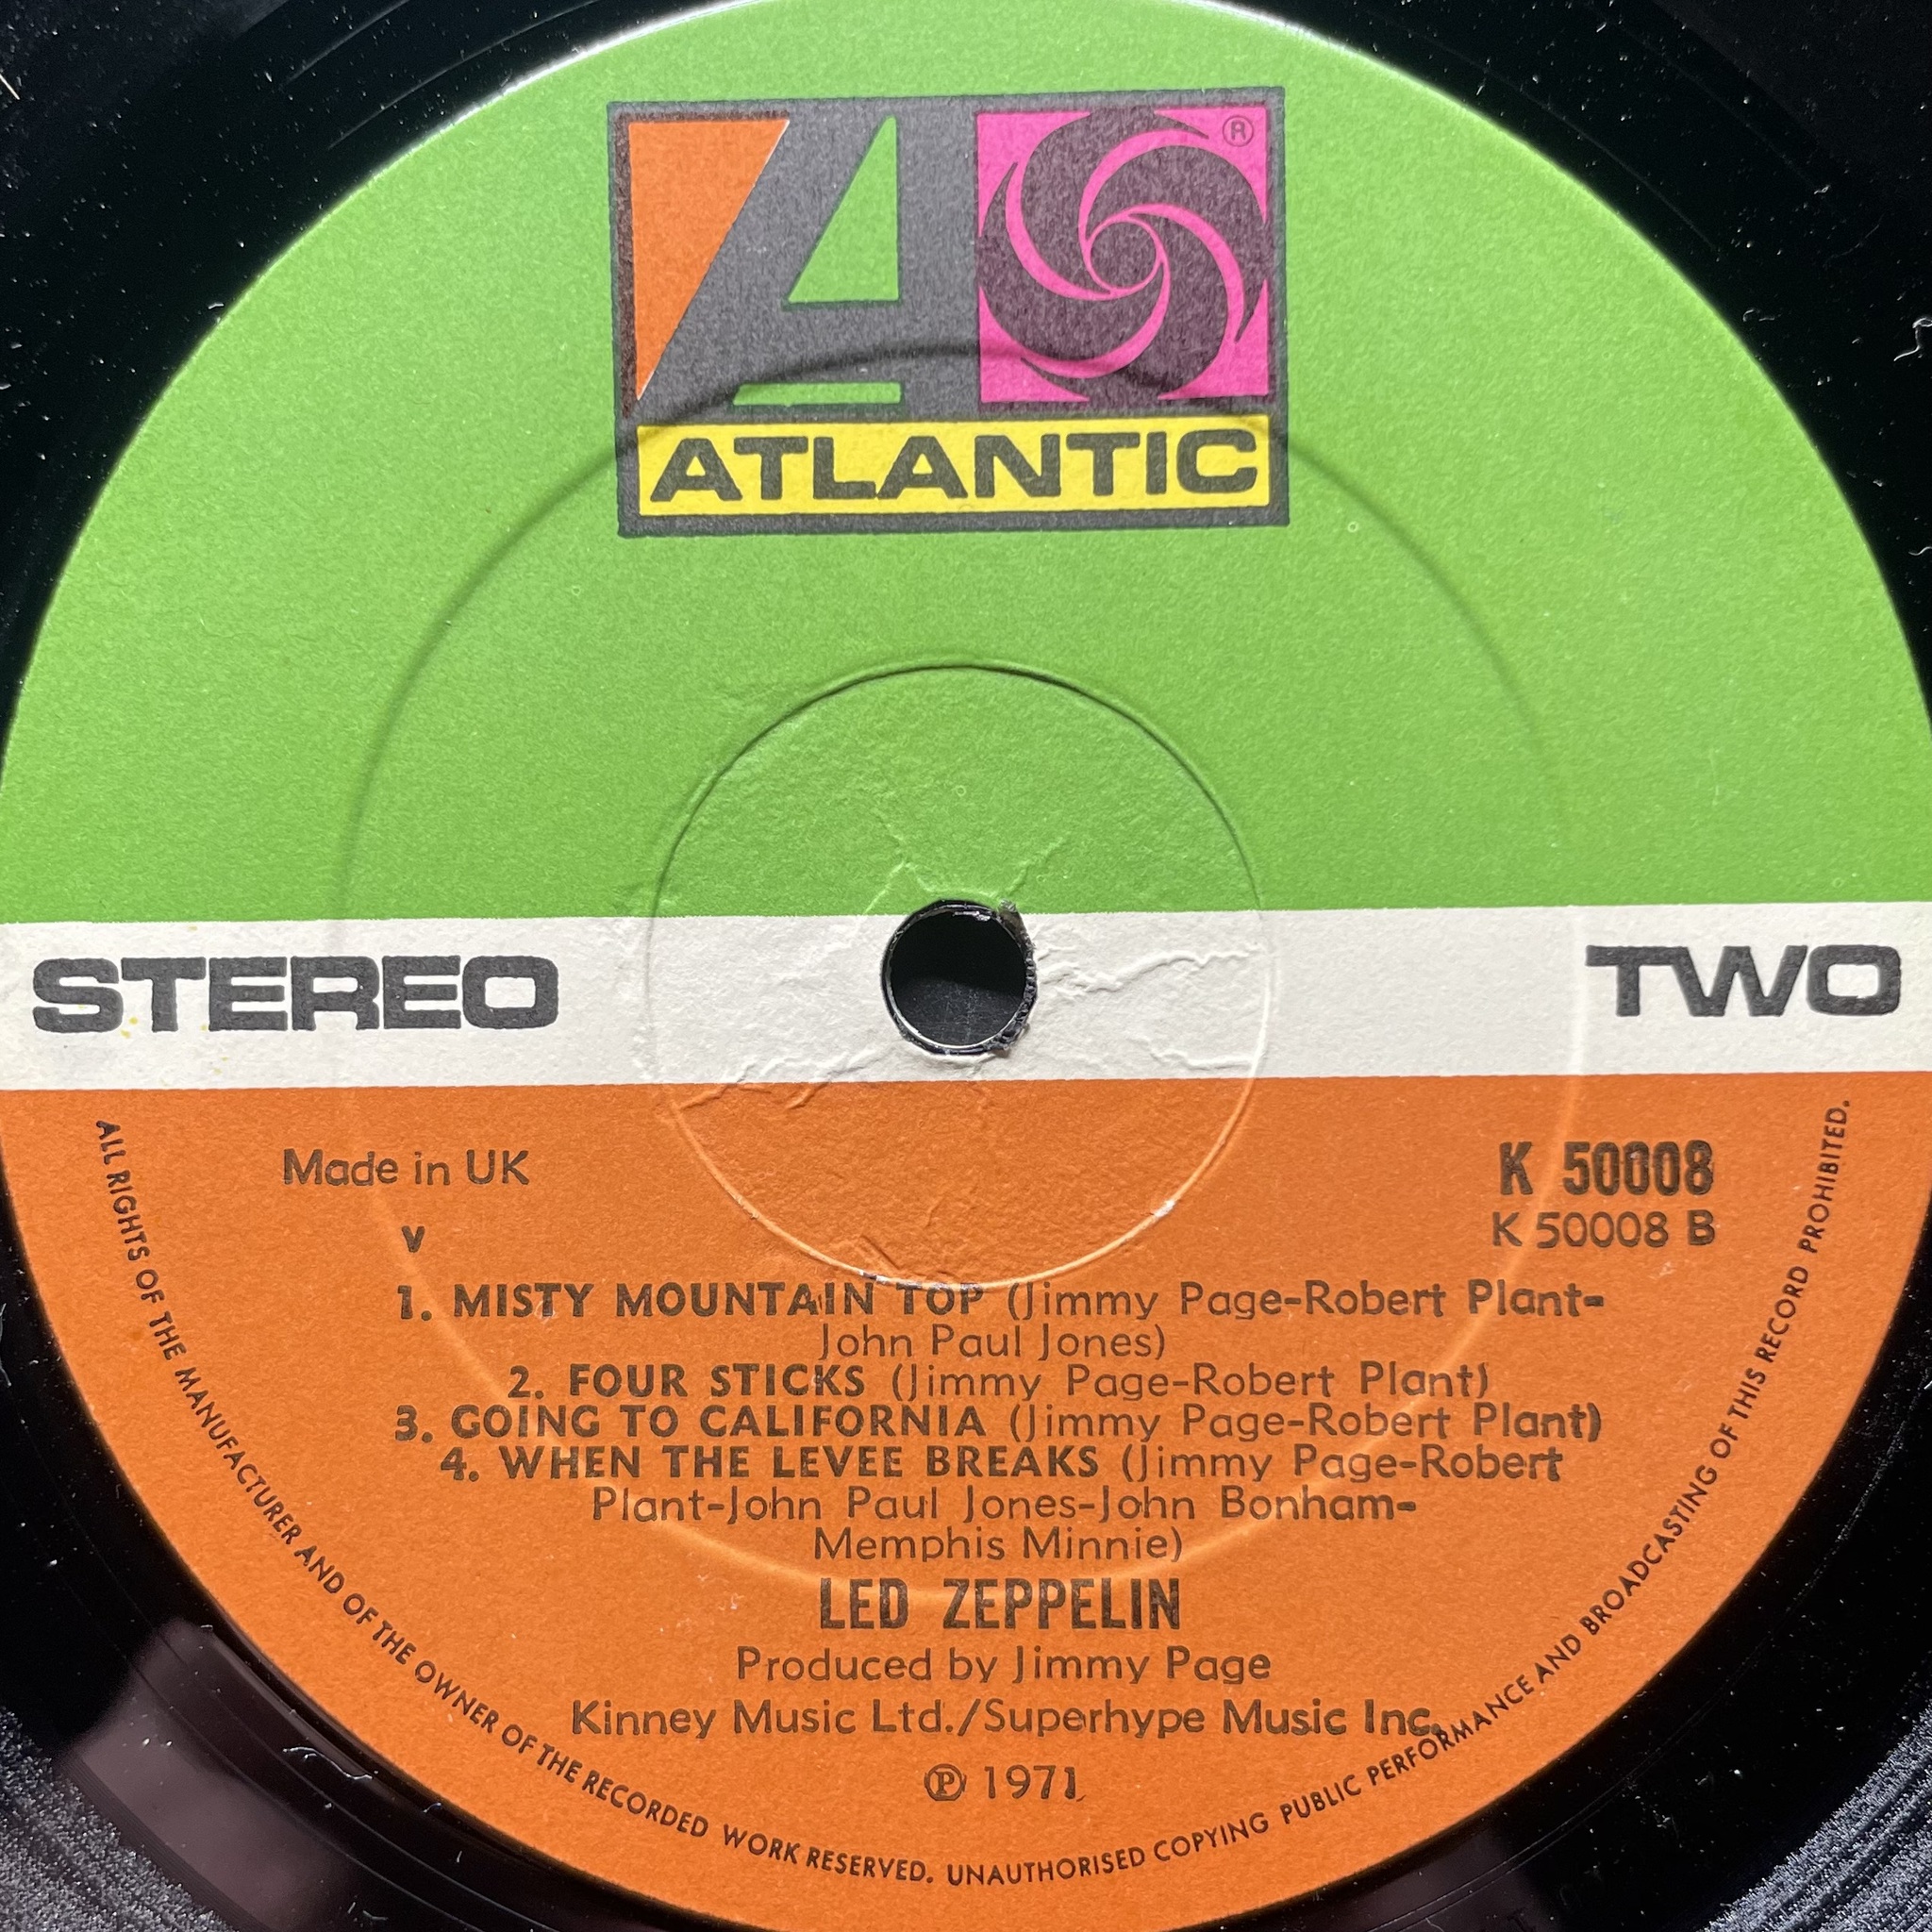 ®
ATLANTIC
STEREO
TWO
Made in UK
K 50008
K 50008 B
v
1. MISTY MOUNTAIN TOP (Jimmy Page-Robert Plant-
John Paul Jones)
2. FOUR STICKS (Jimmy Page-Robert Plant)
3. GOING TO CALIFORNIA (Jimmy Page-Robert Plant)
4. WHEN THE LEVEE BREAKS (Jimmy Page-Robert
Plant-John Paul Jones-John Bonham-
Memphis Minnie)
LED ZEPPELIN
Produced by Jimmy Page
Kinney Music Ltd./Superhype Music Inc.
℗ 1971
ALL RIGHTS OF THE MANUFACTURER AND OF THE OWNER OF THE RECORDED WORK RESERVED. UNAUTHORISED COPYING PUBLIC PERFORMANCE AND BROADCASTING OF THIS RECORD PROHIBITED.